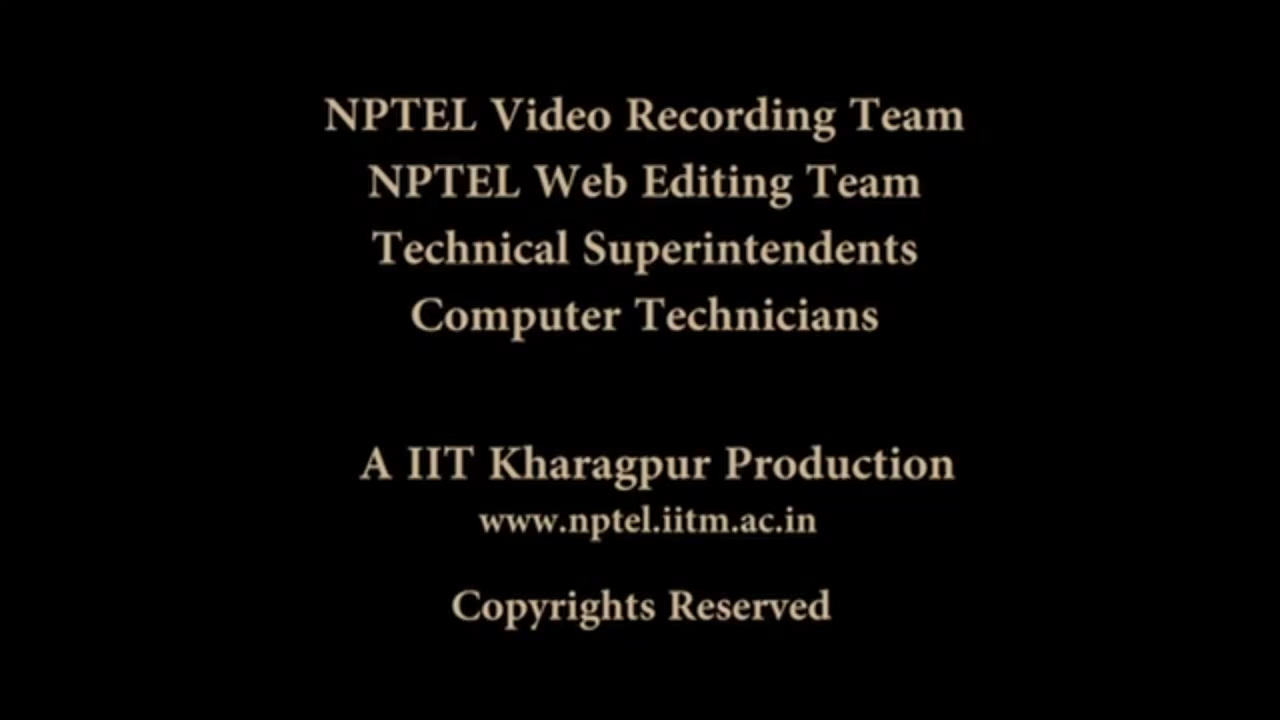 NPTEL Video Recording Team
NPTEL Web Editing Team
Technical Superintendents
Computer Technicians
A IIT Kharagpur Production
www.nptel.iitm.ac.in
Copyrights Reserved